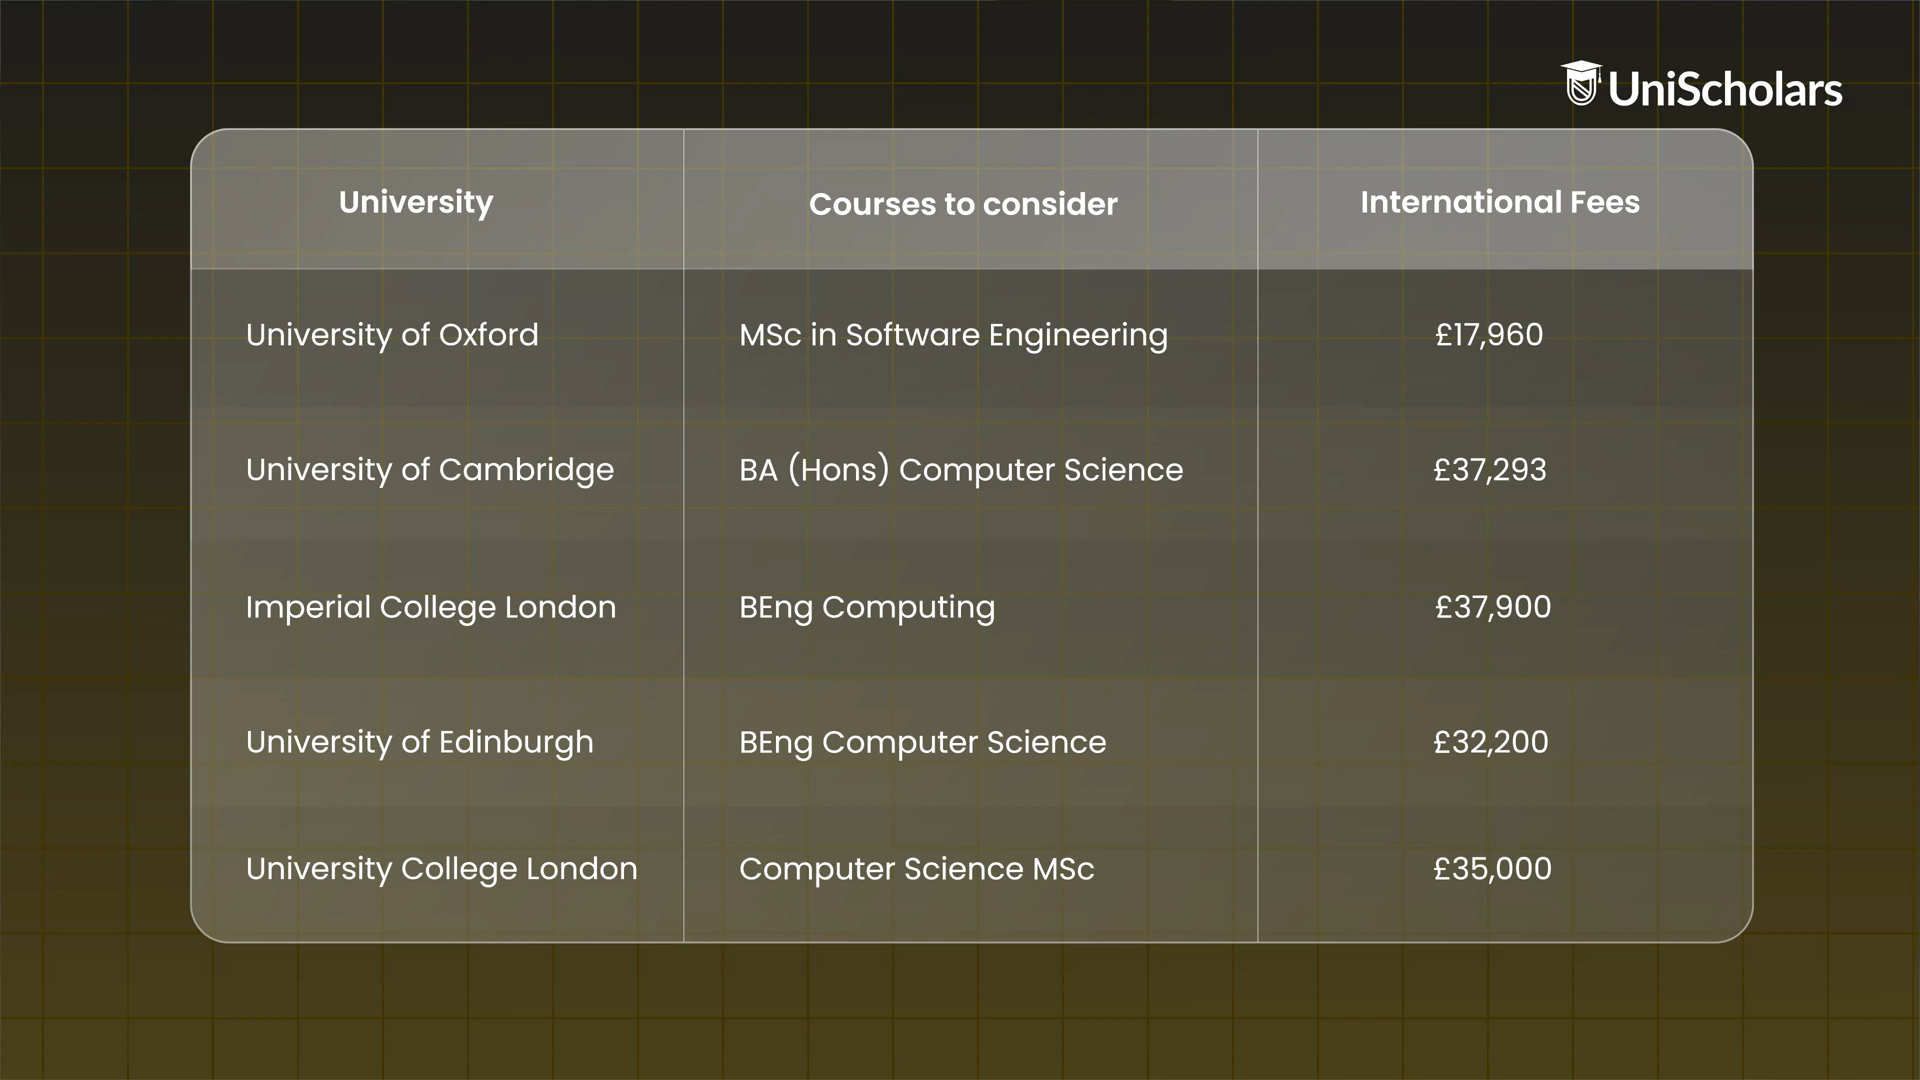 UniScholars
University Courses to consider International Fees
University of Oxford MSc in Software Engineering £17,960
University of Cambridge BA (Hons) Computer Science £37,293
Imperial College London BEng Computing £37,900
University of Edinburgh BEng Computer Science £32,200
University College London Computer Science MSc £35,000